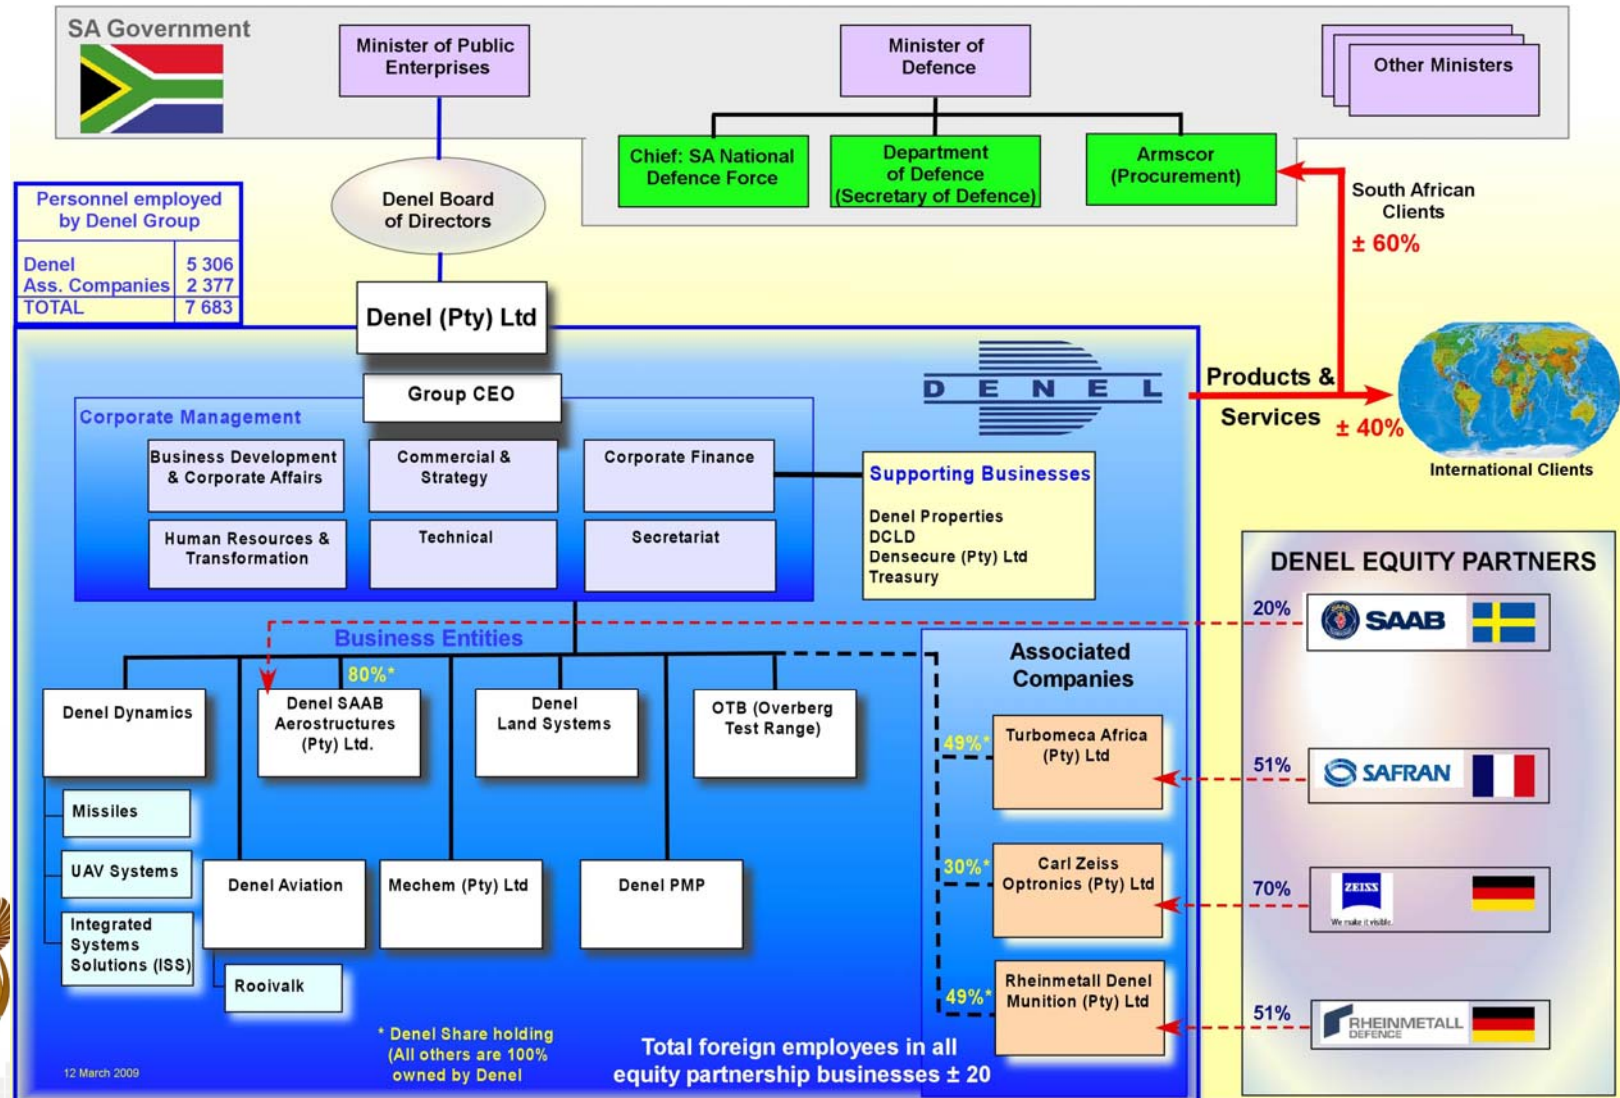 SA Government
Minister of Public
Enterprises
Minister of
Defence
Other Ministers
Chief: SA National
Defence Force
Department
of Defence
(Secretary of Defence)
Armscor
(Procurement)
South African
Clients
± 60%
Personnel employed
by Denel Group
Denel 5 306
Ass. Companies 2 377
TOTAL 7 683
Denel Board
of Directors
Denel (Pty) Ltd
Group CEO
DENEL
Products &
Services
± 40%
International Clients
Corporate Management
Business Development
& Corporate Affairs
Commercial &
Strategy
Corporate Finance
Human Resources &
Transformation
Technical
Secretariat
Supporting Businesses
Denel Properties
DCLD
Densecure (Pty) Ltd
Treasury
DENEL EQUITY PARTNERS
20%
SAAB
51%
SAFRAN
70%
ZEISS
We make it visible.
51%
RHEINMETALL
DEFENCE
Business Entities
80%*
Denel Dynamics
Denel SAAB
Aerostructures
(Pty) Ltd.
Denel
Land Systems
OTB (Overberg
Test Range)
Missiles
UAV Systems
Integrated
Systems
Solutions (ISS)
Denel Aviation
Rooivalk
Mechem (Pty) Ltd
Denel PMP
Associated
Companies
49%*
Turbomeca Africa
(Pty) Ltd
30%*
Carl Zeiss
Optronics (Pty) Ltd
49%*
Rheinmetall Denel
Munition (Pty) Ltd
* Denel Share holding
(All others are 100%
owned by Denel
Total foreign employees in all
equity partnership businesses ± 20
12 March 2009